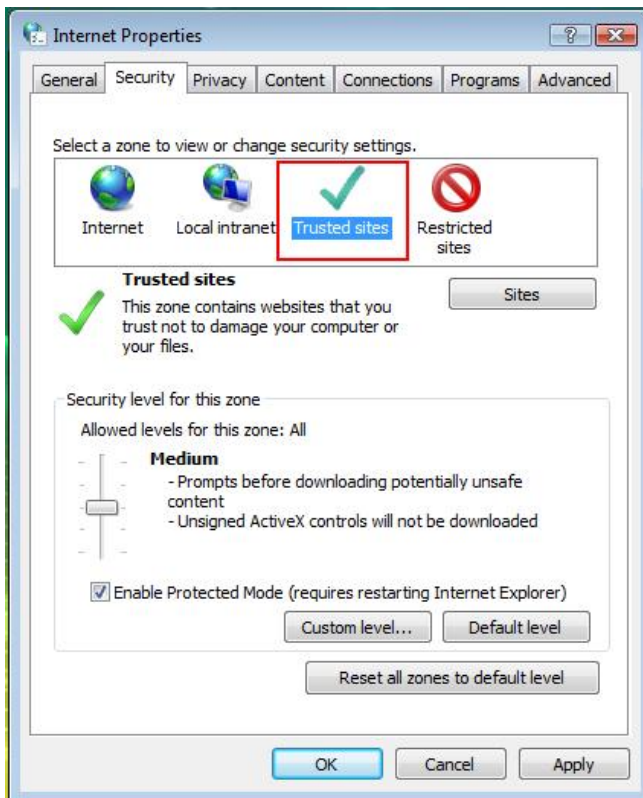 Internet Properties
General Security Privacy Content Connections Programs Advanced
Select a zone to view or change security settings.
Internet Local intranet Trusted sites Restricted
sites
Trusted sites
Sites
This zone contains websites that you
trust not to damage your computer or
your files.
Security level for this zone
Allowed levels for this zone: All
Medium
- Prompts before downloading potentially unsafe
content
- Unsigned ActiveX controls will not be downloaded
Enable Protected Mode (requires restarting Internet Explorer)
Custom level... Default level
Reset all zones to default level
OK Cancel Apply